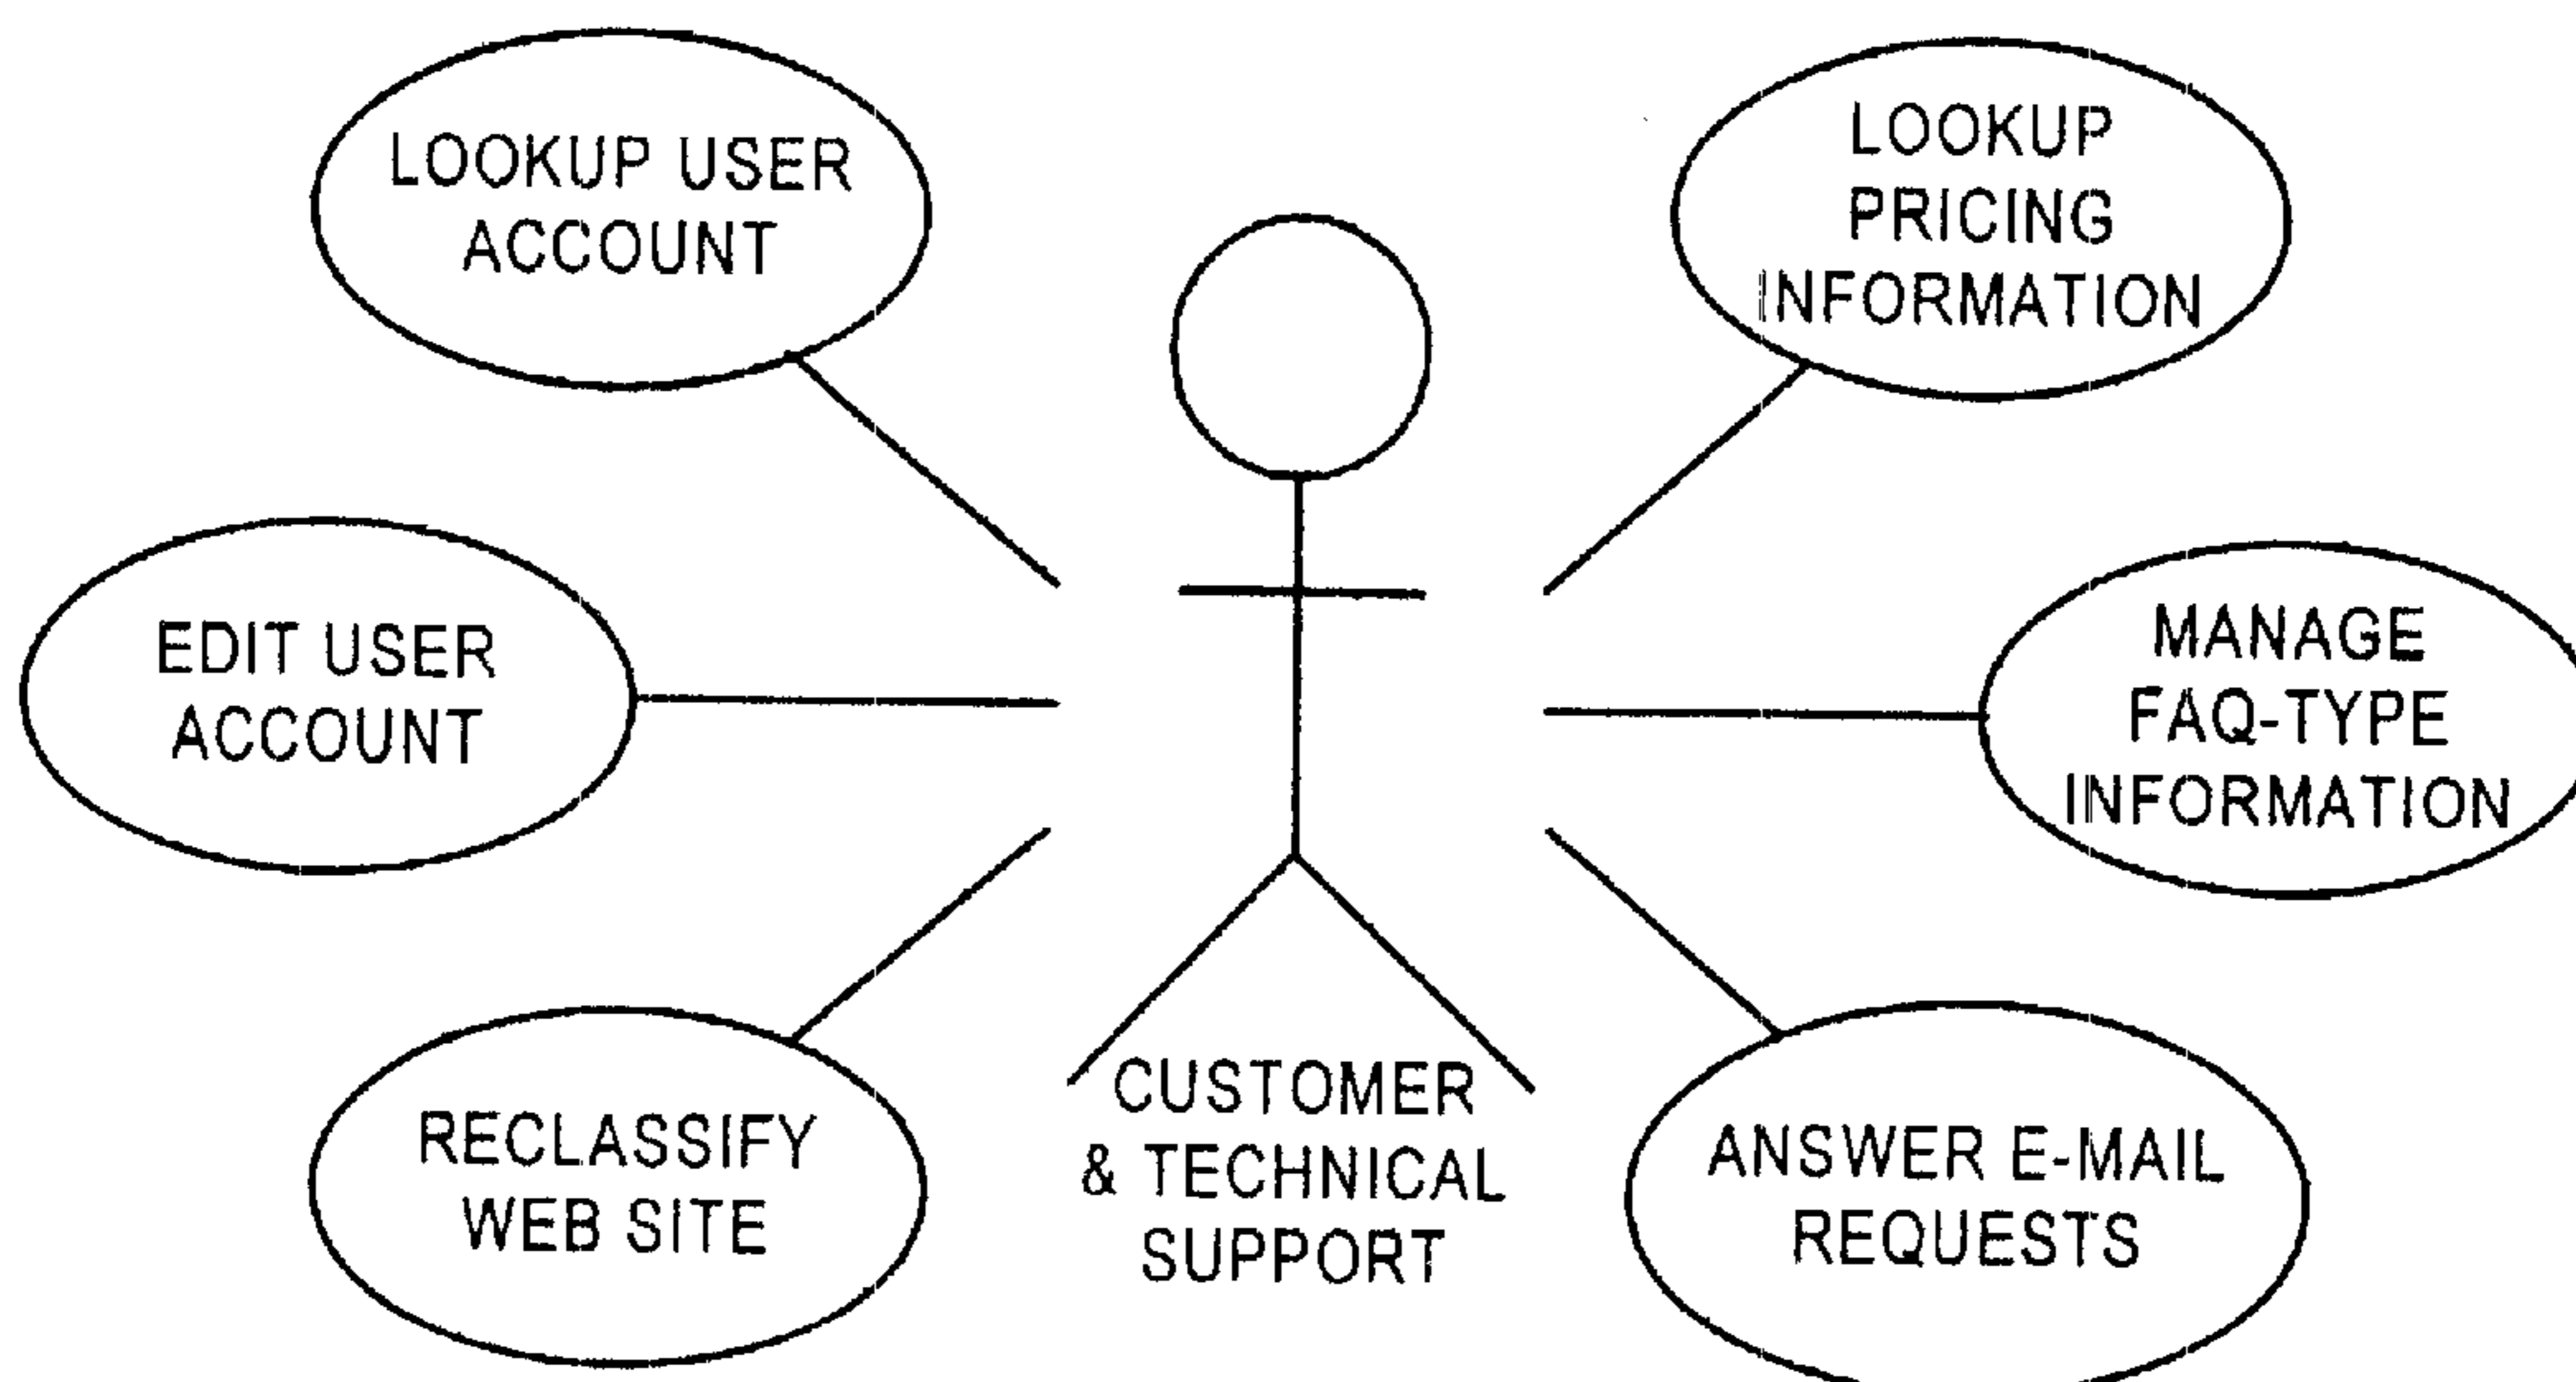 LOOKUP USER
ACCOUNT
LOOKUP
PRICING
INFORMATION
EDIT USER
ACCOUNT
MANAGE
FAQ-TYPE
INFORMATION
RECLASSIFY
WEB SITE
CUSTOMER
& TECHNICAL
SUPPORT
ANSWER E-MAIL
REQUESTS